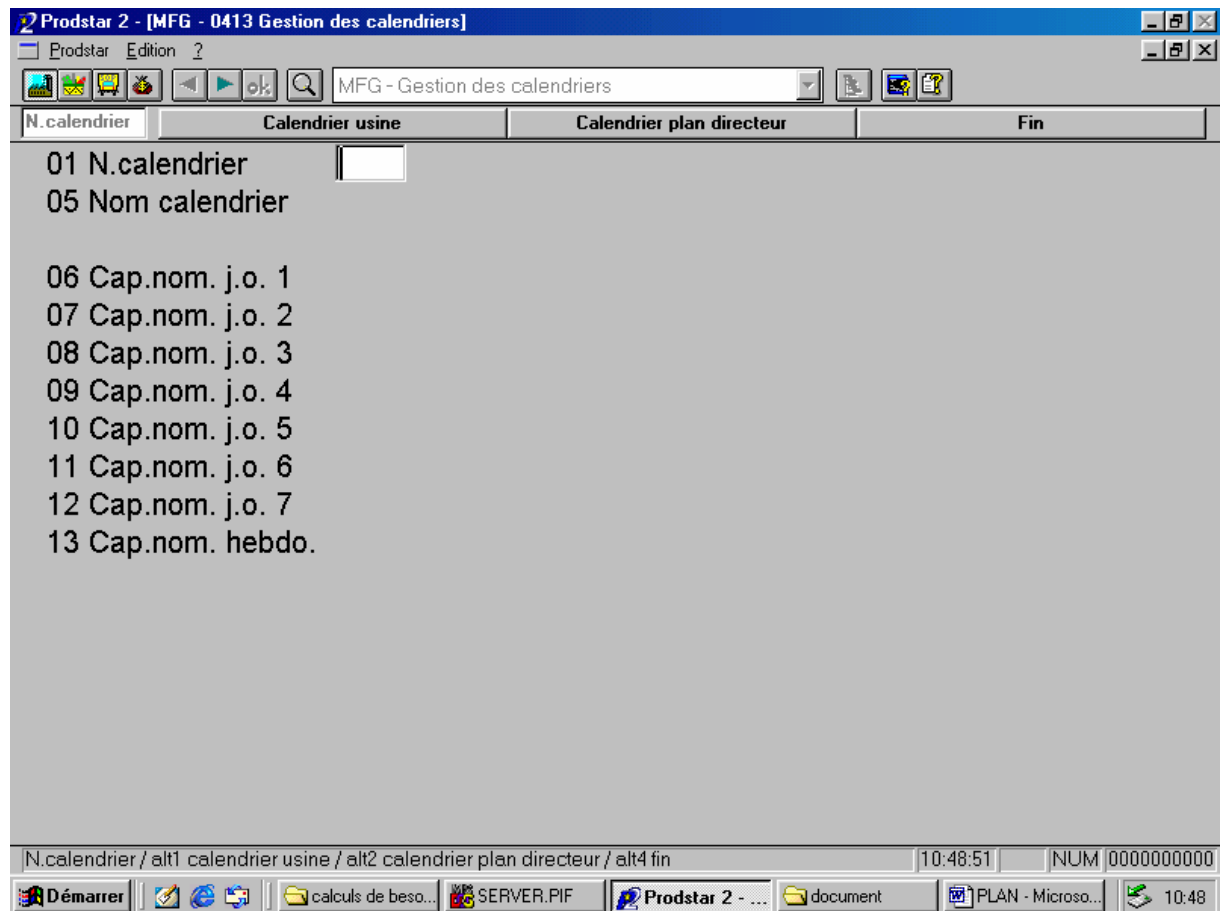 Prodstar 2 - [MFG - 0413 Gestion des calendriers]
Prodstar Edition ?
ok MFG - Gestion des calendriers
N.calendrier Calendrier usine Calendrier plan directeur Fin
01 N.calendrier
05 Nom calendrier
06 Cap.nom. j.o. 1
07 Cap.nom. j.o. 2
08 Cap.nom. j.o. 3
09 Cap.nom. j.o. 4
10 Cap.nom. j.o. 5
11 Cap.nom. j.o. 6
12 Cap.nom. j.o. 7
13 Cap.nom. hebdo.
N.calendrier / alt1 calendrier usine / alt2 calendrier plan directeur / alt4 fin 10:48:51 NUM 0000000000
Démarrer calculs de beso... SERVER.PIF Prodstar 2 - ... document PLAN - Microso... 10:48